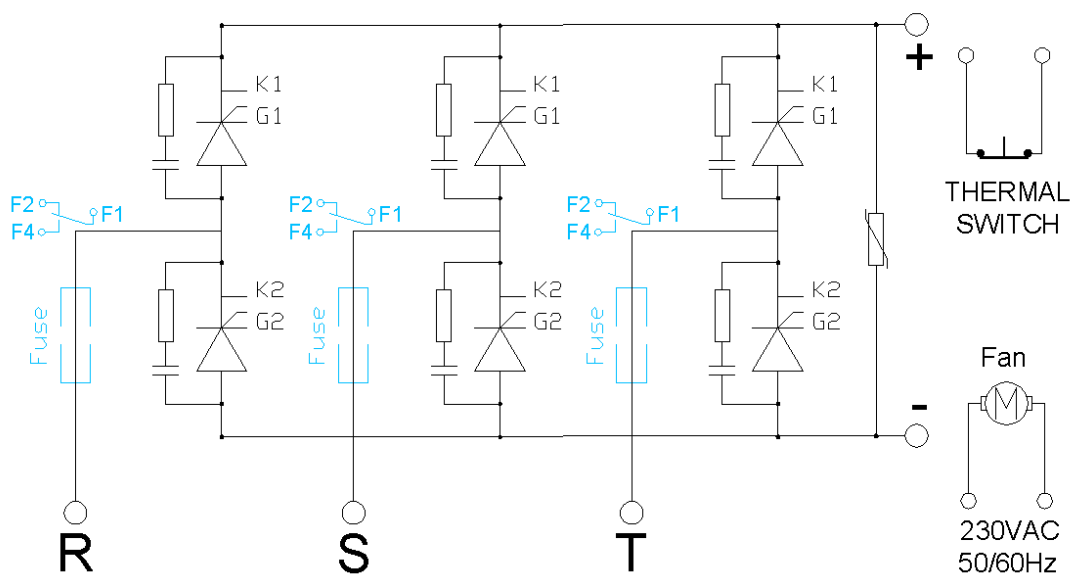 +
K1
G1
K1
G1
K1
G1
THERMAL
SWITCH
F2
F1
F4
F2
F1
F4
F2
F1
F4
K2
G2
K2
G2
K2
G2
Fuse
Fuse
Fuse
Fan
M
-
R
S
T
230VAC
50/60Hz